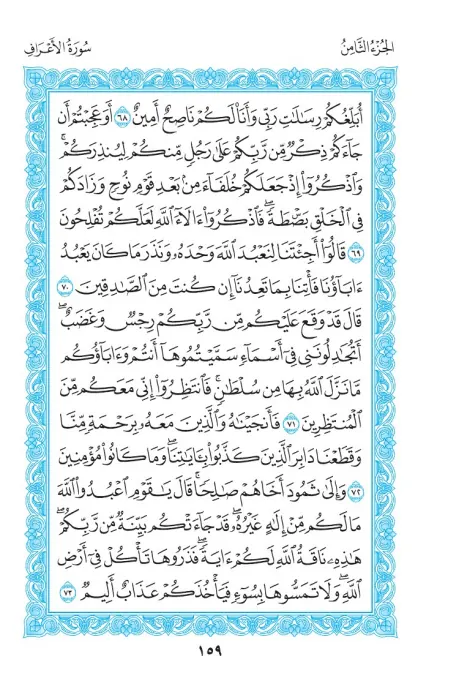 الجُزْءُ الثَّامِنُ سُورَةُ الأَعْرَافِ
أُبَلِّغُكُمْ رِسَٰلَٰتِ رَبِّى وَأَنَا۠ لَكُمْ نَاصِحٌ أَمِينٌ ٦٨ أَوَعَجِبْتُمْ أَن
جَآءَكُمْ ذِكْرٌ مِّن رَّبِّكُمْ عَلَىٰ رَجُلٍ مِّنكُمْ لِيُنذِرَكُمْ ۚ
وَٱذْكُرُوٓا۟ إِذْ جَعَلَكُمْ خُلَفَآءَ مِنۢ بَعْدِ قَوْمِ نُوحٍ وَزَادَكُمْ
فِى ٱلْخَلْقِ بَصْۜطَةً ۖ فَٱذْكُرُوٓا۟ ءَالَآءَ ٱللَّهِ لَعَلَّكُمْ تُفْلِحُونَ
٦٩ قَالُوٓا۟ أَجِئْتَنَا لِنَعْبُدَ ٱللَّهَ وَحْدَهُۥ وَنَذَرَ مَا كَانَ يَعْبُدُ
ءَابَآؤُنَا ۖ فَأْتِنَا بِمَا تَعِدُنَآ إِن كُنتَ مِنَ ٱلصَّٰدِقِينَ ٧٠
قَالَ قَدْ وَقَعَ عَلَيْكُم مِّن رَّبِّكُمْ رِجْسٌ وَغَضَبٌ ۖ
أَتُجَٰدِلُونَنِى فِىٓ أَسْمَآءٍ سَمَّيْتُمُوهَآ أَنتُمْ وَءَابَآؤُكُم
مَّا نَزَّلَ ٱللَّهُ بِهَا مِن سُلْطَٰنٍ ۚ فَٱنتَظِرُوٓا۟ إِنِّى مَعَكُم مِّنَ
ٱلْمُنتَظِرِينَ ٧١ فَأَنجَيْنَٰهُ وَٱلَّذِينَ مَعَهُۥ بِرَحْمَةٍ مِّنَّا
وَقَطَعْنَا دَابِرَ ٱلَّذِينَ كَذَّبُوا۟ بِـَٔايَٰتِنَا ۖ وَمَا كَانُوا۟ مُؤْمِنِينَ
٧٢ وَإِلَىٰ ثَمُودَ أَخَاهُمْ صَٰلِحًا ۗ قَالَ يَٰقَوْمِ ٱعْبُدُوا۟ ٱللَّهَ
مَا لَكُم مِّنْ إِلَٰهٍ غَيْرُهُۥ ۖ قَدْ جَآءَتْكُم بَيِّنَةٌ مِّن رَّبِّكُمْ ۖ
هَٰذِهِۦ نَاقَةُ ٱللَّهِ لَكُمْ ءَايَةً ۖ فَذَرُوهَا تَأْكُلْ فِىٓ أَرْضِ
ٱللَّهِ ۖ وَلَا تَمَسُّوهَا بِسُوٓءٍ فَيَأْخُذَكُمْ عَذَابٌ أَلِيمٌ ٧٣
١٥٩